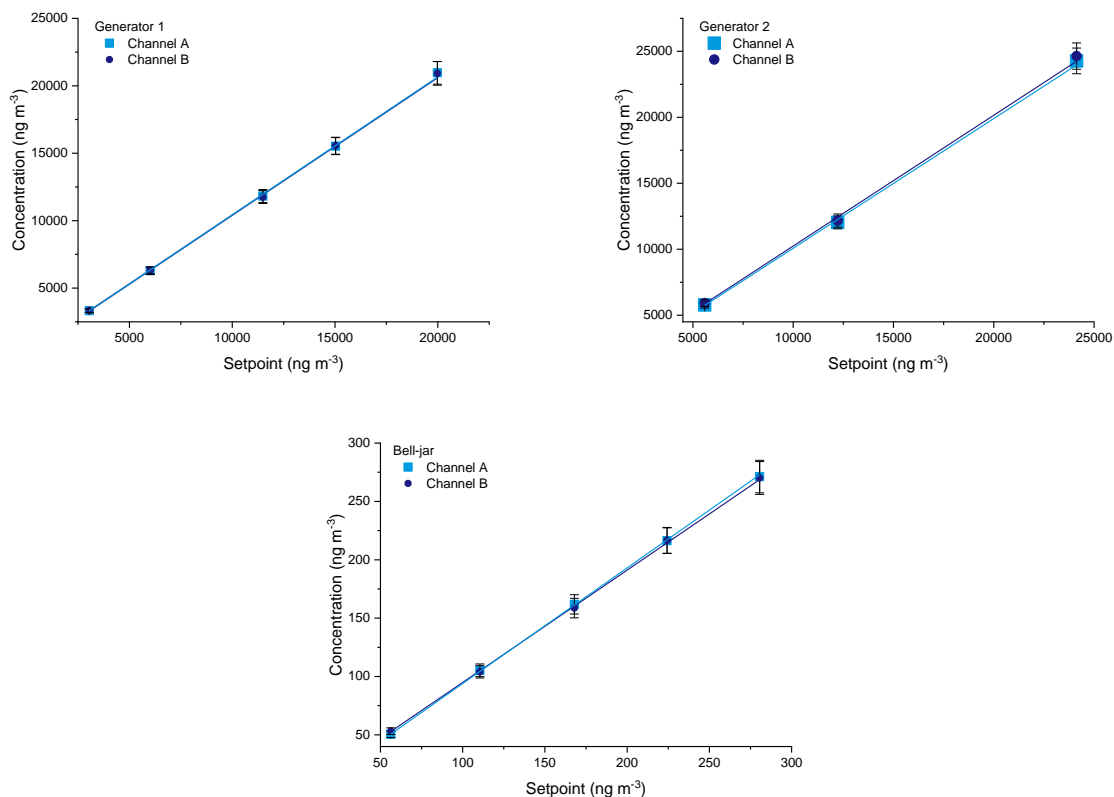 Generator 1
Channel A
Channel B
Concentration (ng m⁻³)
20000
15000
10000
5000
5000
10000
15000
20000
Setpoint (ng m⁻³)
Generator 2
Channel A
Channel B
Concentration (ng m⁻³)
25000
20000
15000
10000
5000
5000
10000
15000
20000
25000
Setpoint (ng m⁻³)
Bell-jar
Channel A
Channel B
Concentration (ng m⁻³)
300
250
200
150
100
50
50
100
150
200
250
300
Setpoint (ng m⁻³)